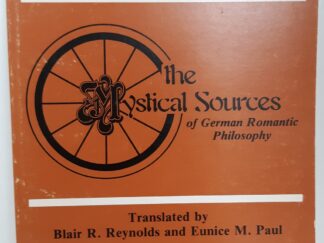 the
Mystical Sources
of German Romantic
Philosophy
Translated by
Blair R. Reynolds and Eunice M. Paul